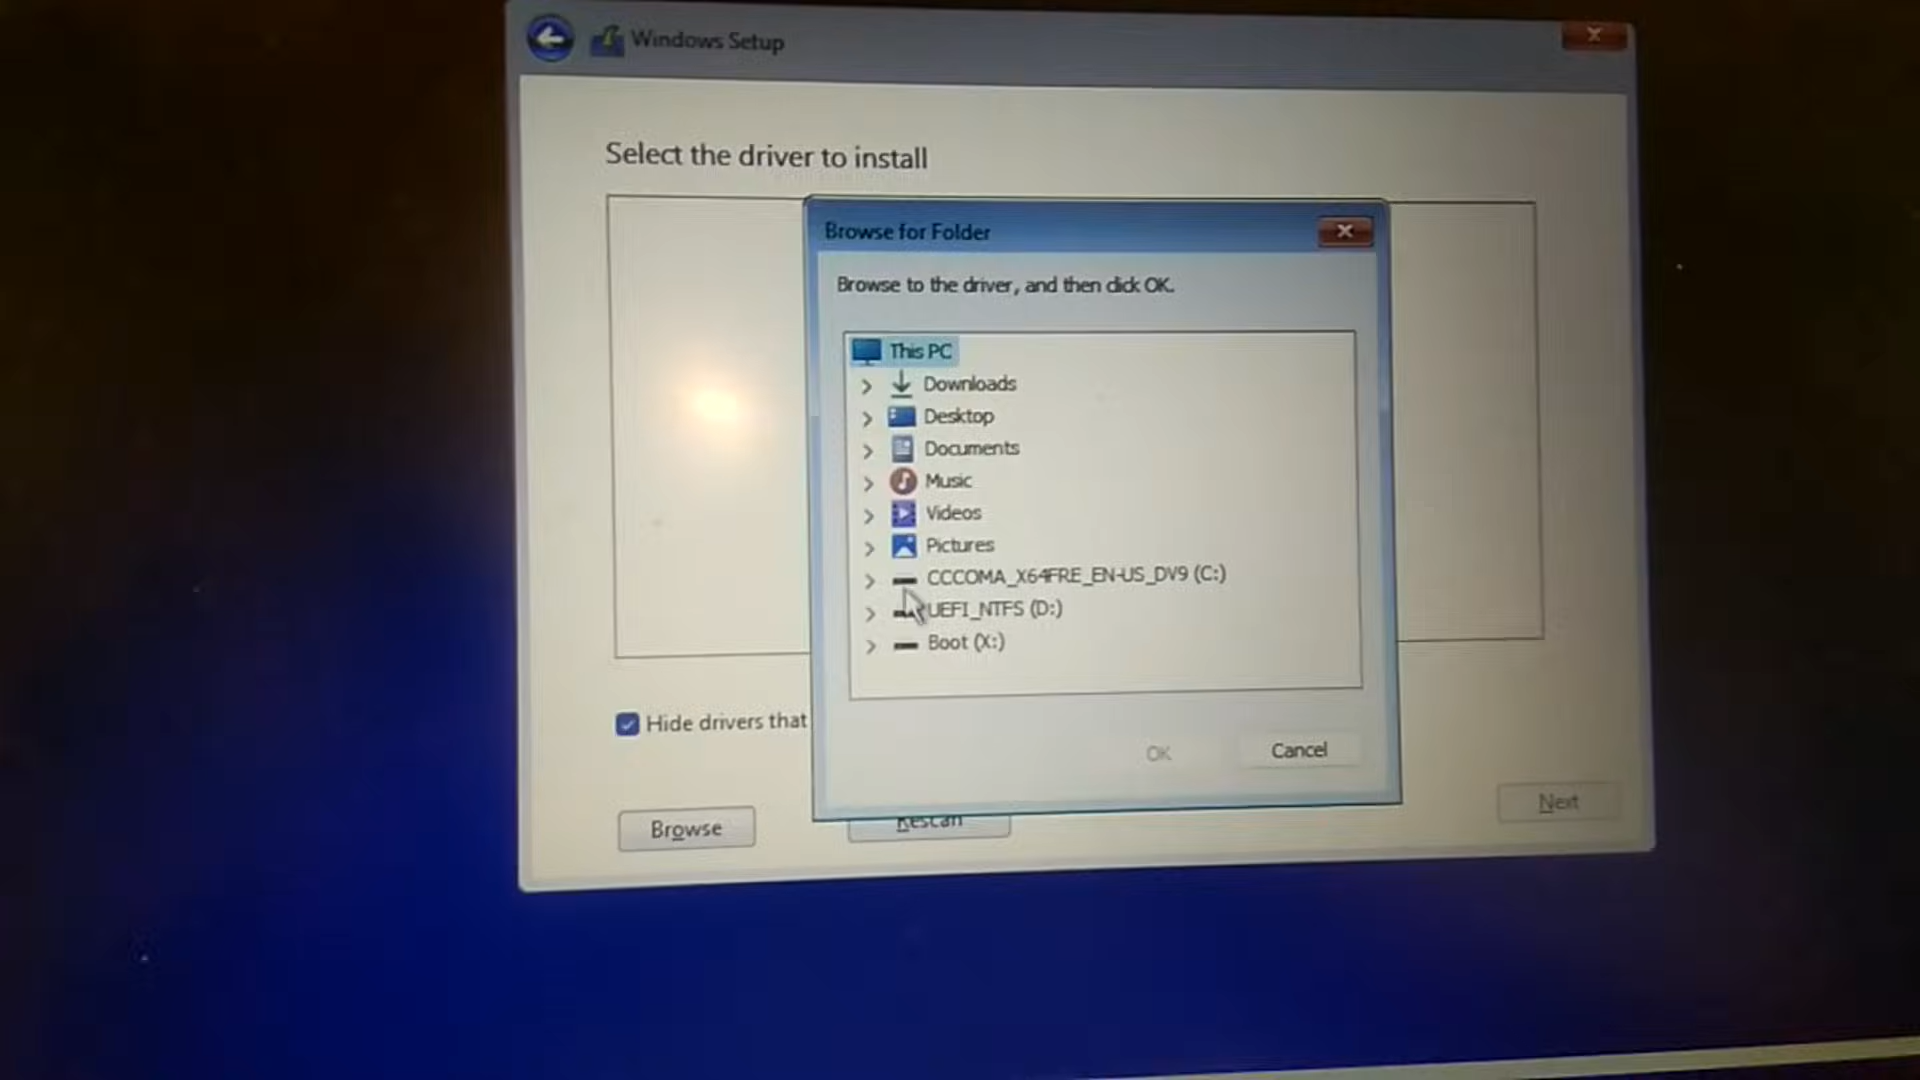 Windows Setup
Select the driver to install
Browse for Folder
Browse to the driver, and then click OK.
This PC
Downloads
Desktop
Documents
Music
Videos
Pictures
CCCOMA_X64FRE_EN-US_DV9 (C:)
UEFI_NTFS (D:)
Boot (X:)
Hide drivers that
OK
Cancel
Next
Browse
Rescan